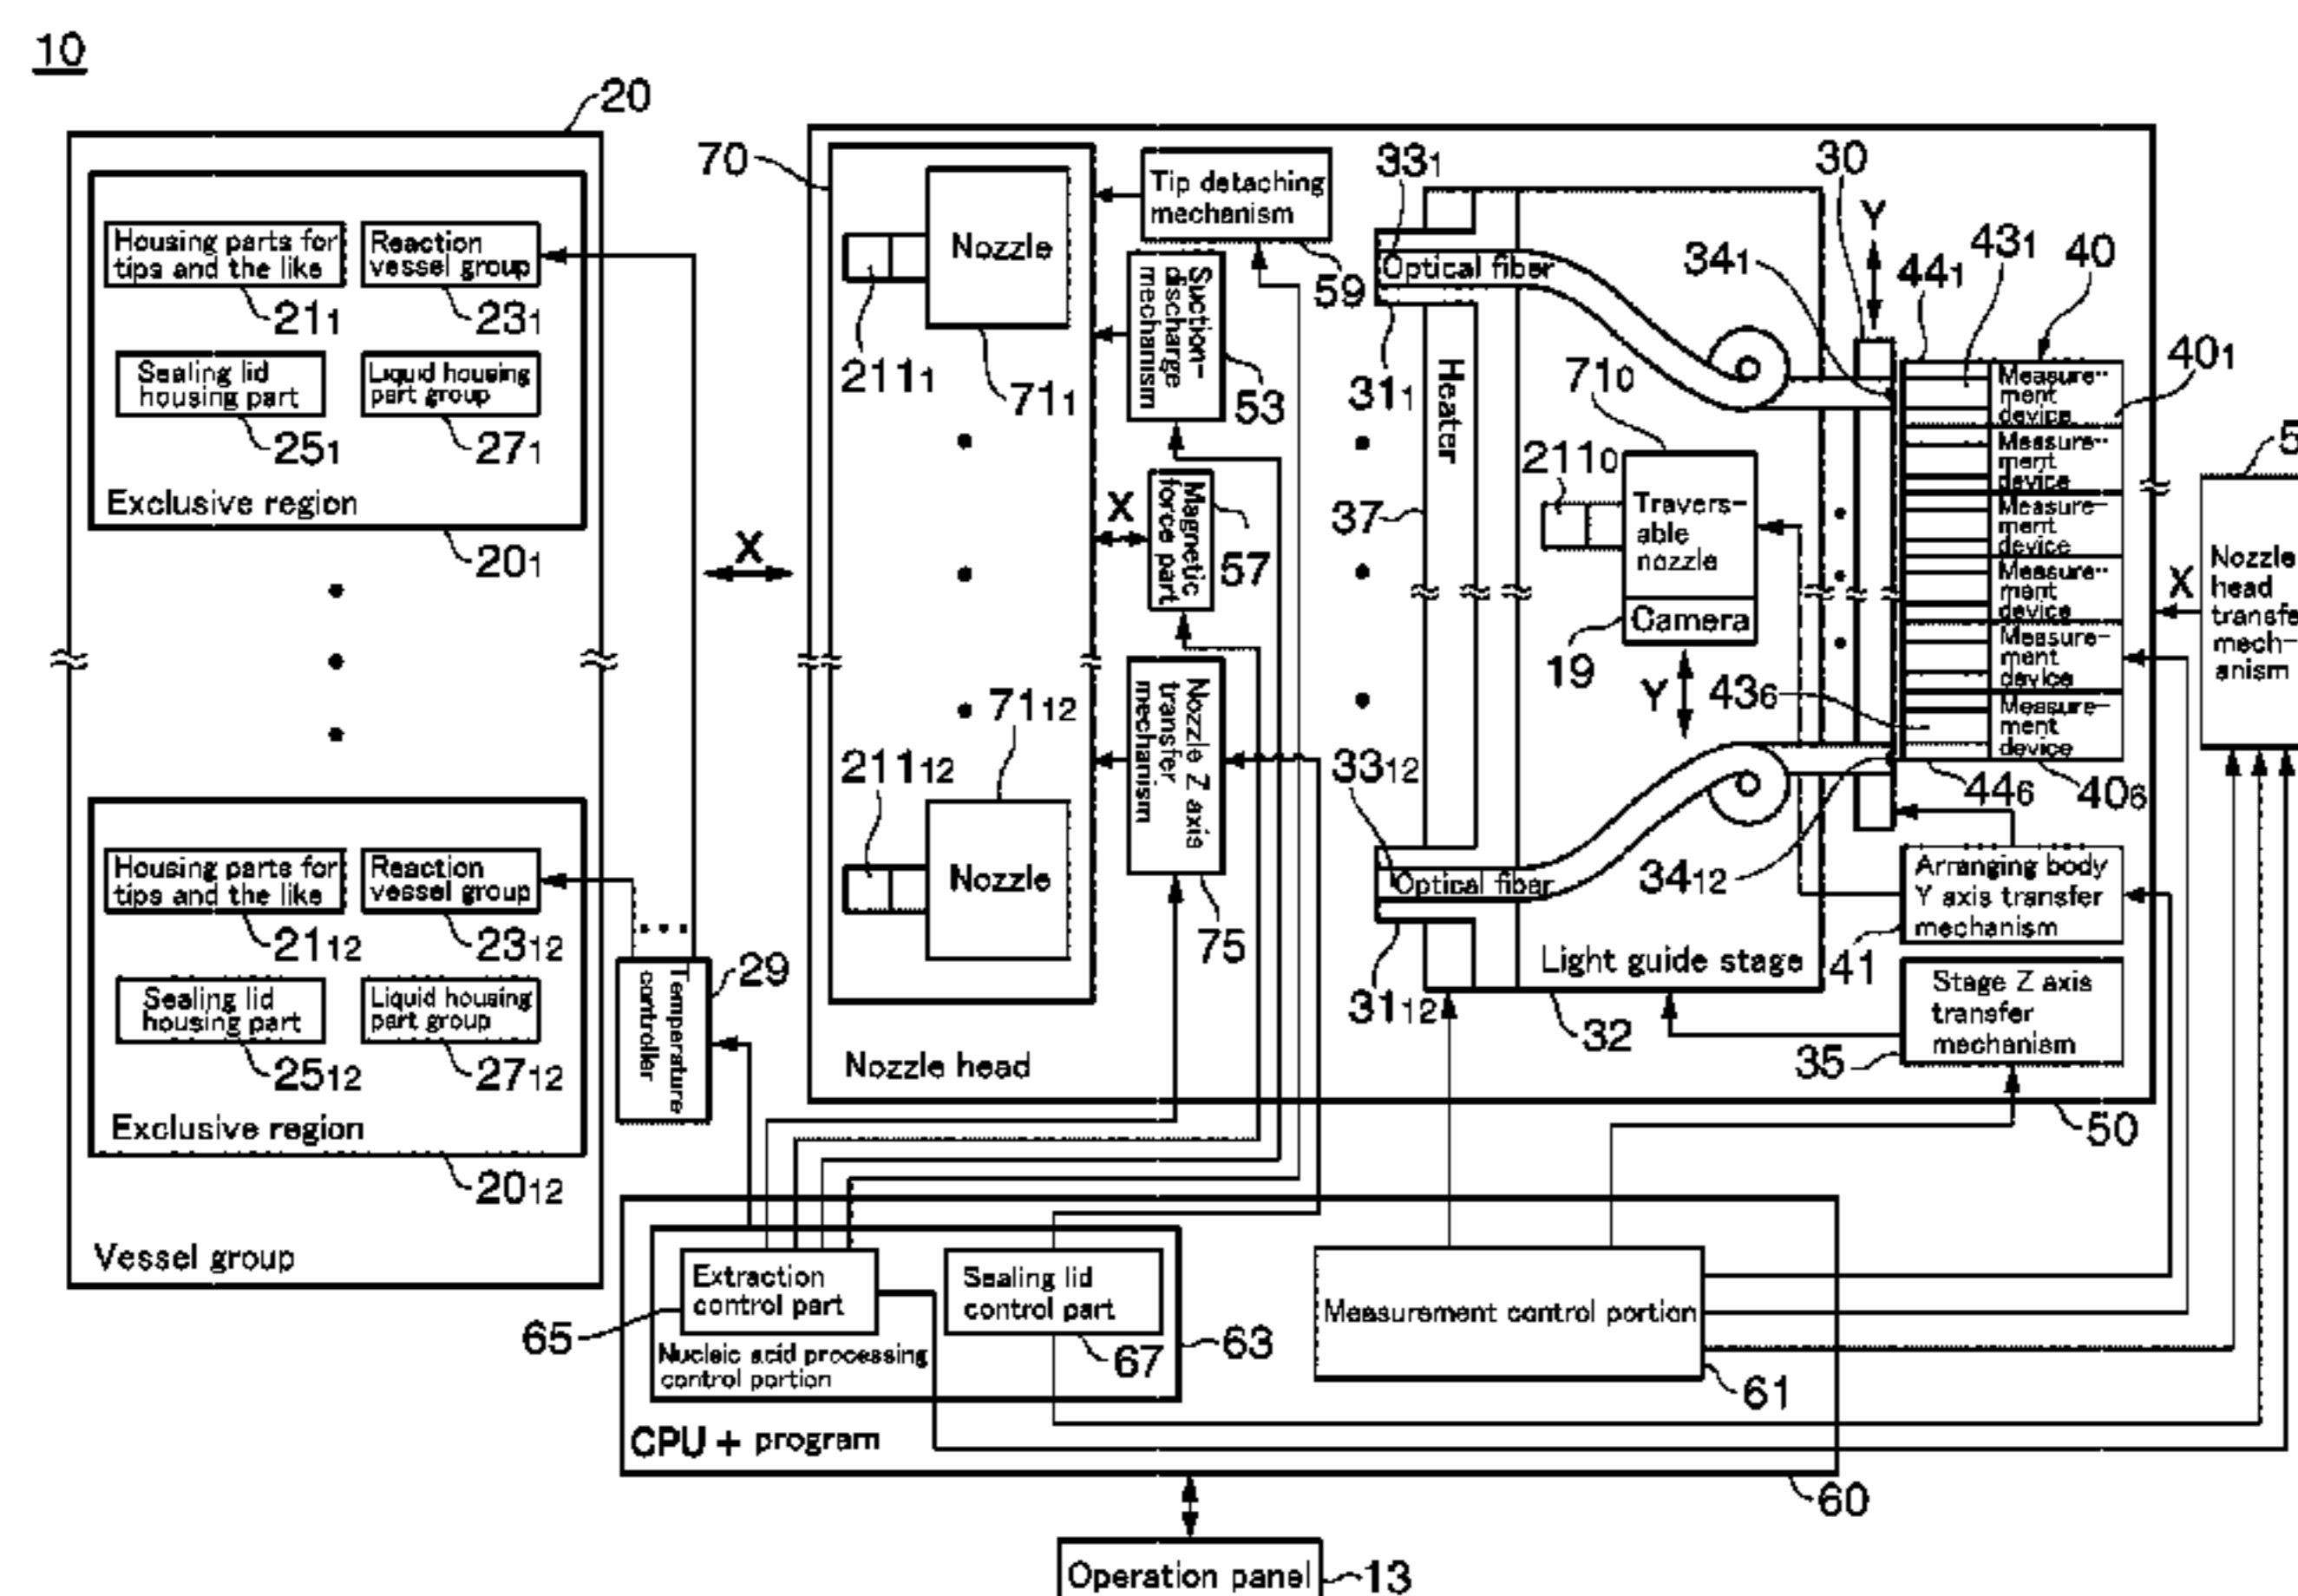 10
20
Housing parts for
tips and the like
21₁
Reaction
vessel group
23₁
Sealing lid
housing part
25₁
Liquid housing
part group
27₁
Exclusive region
20₁
Housing parts for
tips and the like
21₁₂
Reaction
vessel group
23₁₂
Sealing lid
housing part
25₁₂
Liquid housing
part group
27₁₂
Exclusive region
20₁₂
Vessel group
X
Temperature
controller
29
70
Nozzle
211₁
71₁
71₁₂
211₁₂
Nozzle
Nozzle head
Tip detaching
mechanism
59
Suction-
discharge
mechanism
53
X
Magnetic
force part
57
Nozzle Z axis
transfer
mechanism
75
33₁
Optical fiber
31₁
Heater
37
71₀
211₀
Travers-
able
nozzle
Camera
19
Y
33₁₂
Optical fiber
31₁₂
Light guide stage
32
30
Y
34₁
44₁
43₁
40
40₁
Measure-
ment
device
Measure-
ment
device
Measure-
ment
device
Measure-
ment
device
Measure-
ment
device
Measure-
ment
device
43₆
44₆
40₆
34₁₂
Arranging body
Y axis transfer
mechanism
41
Stage Z axis
transfer
mechanism
35
50
X
Nozzle
head
mech-
anism
Extraction
control part
65
Sealing lid
control part
67
Nucleic acid processing
control portion
63
Measurement control portion
61
CPU + program
60
Operation panel
13